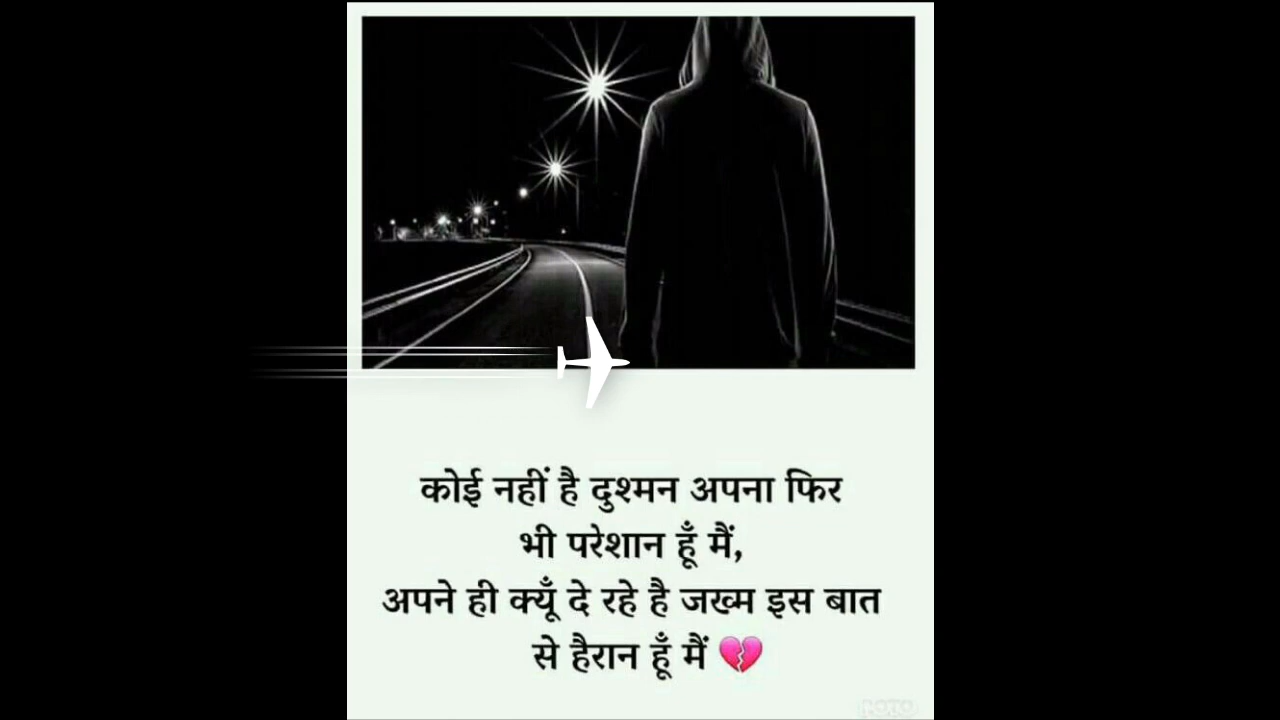 कोई नहीं है दुश्मन अपना फिर
भी परेशान हूँ मैं,
अपने ही क्यूँ दे रहे है जख्म इस बात
से हैरान हूँ मैं 💔